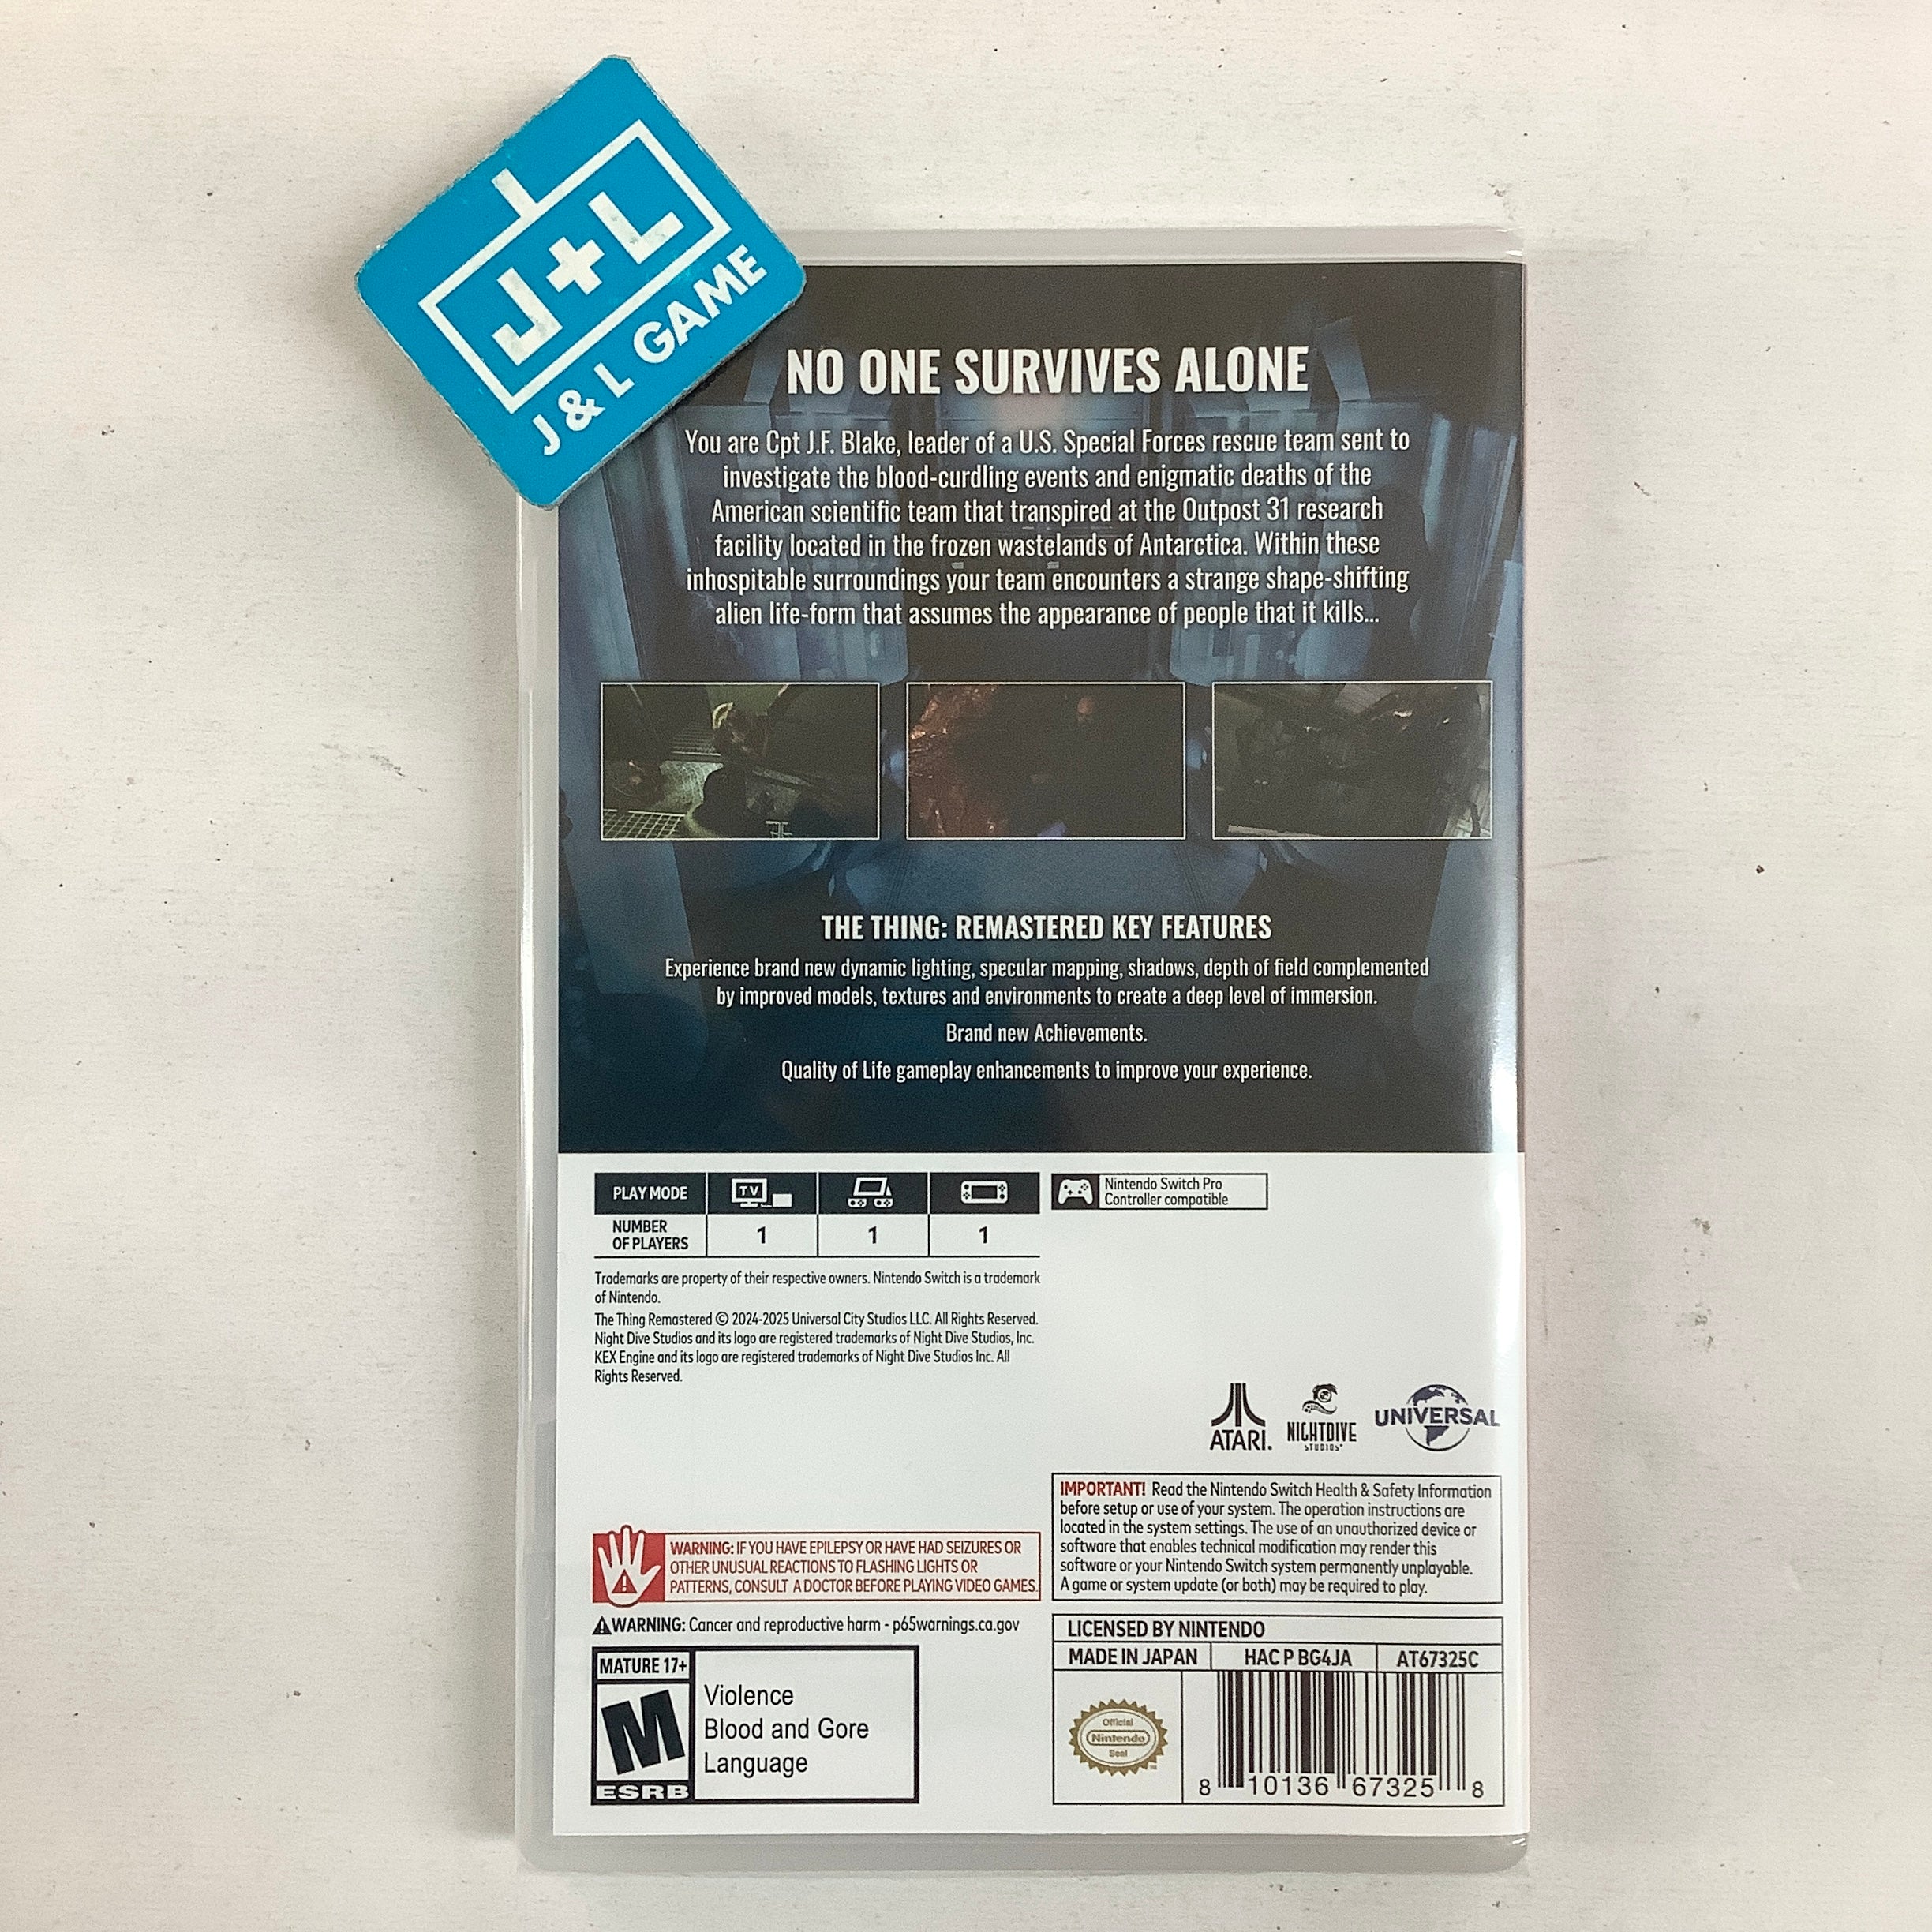 J+L
J & L GAME
NO ONE SURVIVES ALONE
You are Cpt J.F. Blake, leader of a U.S. Special Forces rescue team sent to
investigate the blood-curdling events and enigmatic deaths of the
American scientific team that transpired at the Outpost 31 research
facility located in the frozen wastelands of Antarctica. Within these
inhospitable surroundings your team encounters a strange shape-shifting
alien life-form that assumes the appearance of people that it kills...
THE THING: REMASTERED KEY FEATURES
Experience brand new dynamic lighting, specular mapping, shadows, depth of field complemented
by improved models, textures and environments to create a deep level of immersion.
Brand new Achievements.
Quality of Life gameplay enhancements to improve your experience.
PLAY MODE
TV
Nintendo Switch Pro
Controller compatible
NUMBER
OF PLAYERS
1 1 1
Trademarks are property of their respective owners. Nintendo Switch is a trademark
of Nintendo.
The Thing Remastered © 2024-2025 Universal City Studios LLC. All Rights Reserved.
Night Dive Studios and its logo are registered trademarks of Night Dive Studios, Inc.
KEX Engine and its logo are registered trademarks of Night Dive Studios Inc. All
Rights Reserved.
ATARI.
NIGHTDIVE
STUDIOS
UNIVERSAL
IMPORTANT! Read the Nintendo Switch Health & Safety Information
before setup or use of your system. The operation instructions are
located in the system settings. The use of an unauthorized device or
software that enables technical modification may render this
software or your Nintendo Switch system permanently unplayable.
A game or system update (or both) may be required to play.
WARNING: IF YOU HAVE EPILEPSY OR HAVE HAD SEIZURES OR
OTHER UNUSUAL REACTIONS TO FLASHING LIGHTS OR
PATTERNS, CONSULT A DOCTOR BEFORE PLAYING VIDEO GAMES.
WARNING: Cancer and reproductive harm - p65warnings.ca.gov
MATURE 17+
M
ESRB
Violence
Blood and Gore
Language
LICENSED BY NINTENDO
MADE IN JAPAN HAC P BG4JA AT67325C
Official
Nintendo
Seal
8 10136 67325 8